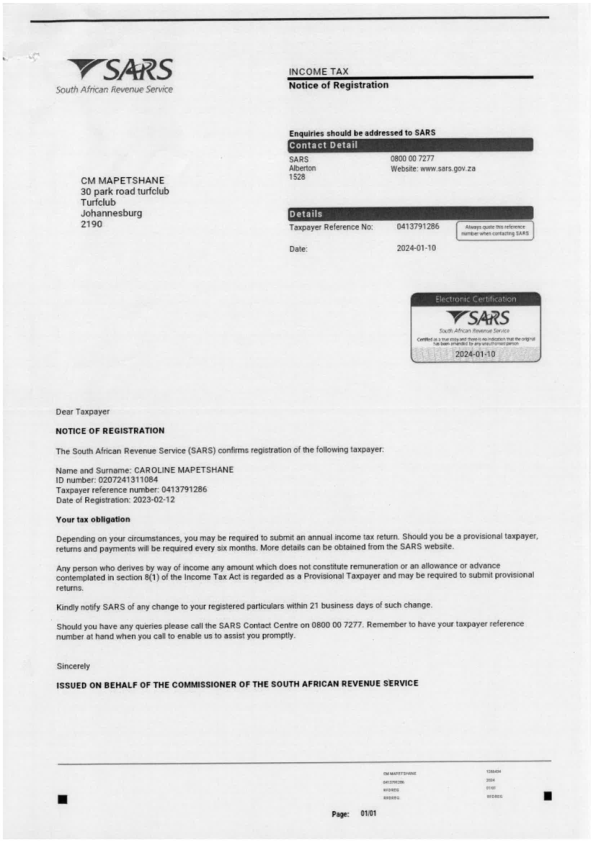 SARS
South African Revenue Service
INCOME TAX
Notice of Registration
Enquiries should be addressed to SARS
Contact Detail
SARS
Alberton
1528
0800 00 7277
Website: www.sars.gov.za
CM MAPETSHANE
30 park road turfclub
Turfclub
Johannesburg
2190
Details
Taxpayer Reference No: 0413791286
Always quote this reference
number when contacting SARS
Date: 2024-01-10
Electronic Certification
SARS
South African Revenue Service
Certified as a true copy and there is no indication that the original
has been amended by any unauthorised person
2024-01-10
Dear Taxpayer
NOTICE OF REGISTRATION
The South African Revenue Service (SARS) confirms registration of the following taxpayer:
Name and Surname: CAROLINE MAPETSHANE
ID number: 0207241311084
Taxpayer reference number: 0413791286
Date of Registration: 2023-02-12
Your tax obligation
Depending on your circumstances, you may be required to submit an annual income tax return. Should you be a provisional taxpayer,
returns and payments will be required every six months. More details can be obtained from the SARS website.
Any person who derives by way of income any amount which does not constitute remuneration or an allowance or advance
contemplated in section 8(1) of the Income Tax Act is regarded as a Provisional Taxpayer and may be required to submit provisional
returns.
Kindly notify SARS of any change to your registered particulars within 21 business days of such change.
Should you have any queries please call the SARS Contact Centre on 0800 00 7277. Remember to have your taxpayer reference
number at hand when you call to enable us to assist you promptly.
Sincerely
ISSUED ON BEHALF OF THE COMMISSIONER OF THE SOUTH AFRICAN REVENUE SERVICE
CM MAPETSHANE
2024
Page: 01/01